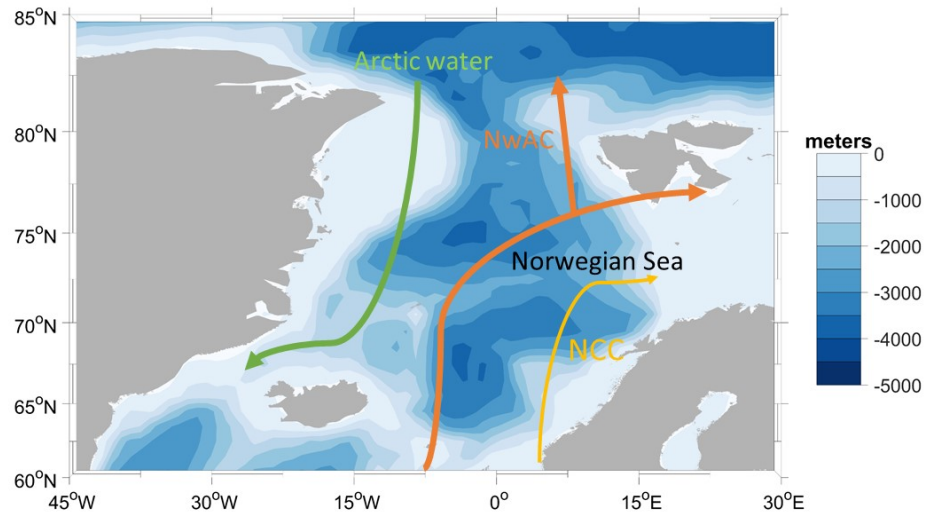 85°N
80°N
75°N
70°N
65°N
60°N
45°W
30°W
15°W
0°
15°E
30°E
Arctic water
NwAC
Norwegian Sea
NCC
meters
0
-1000
-2000
-3000
-4000
-5000